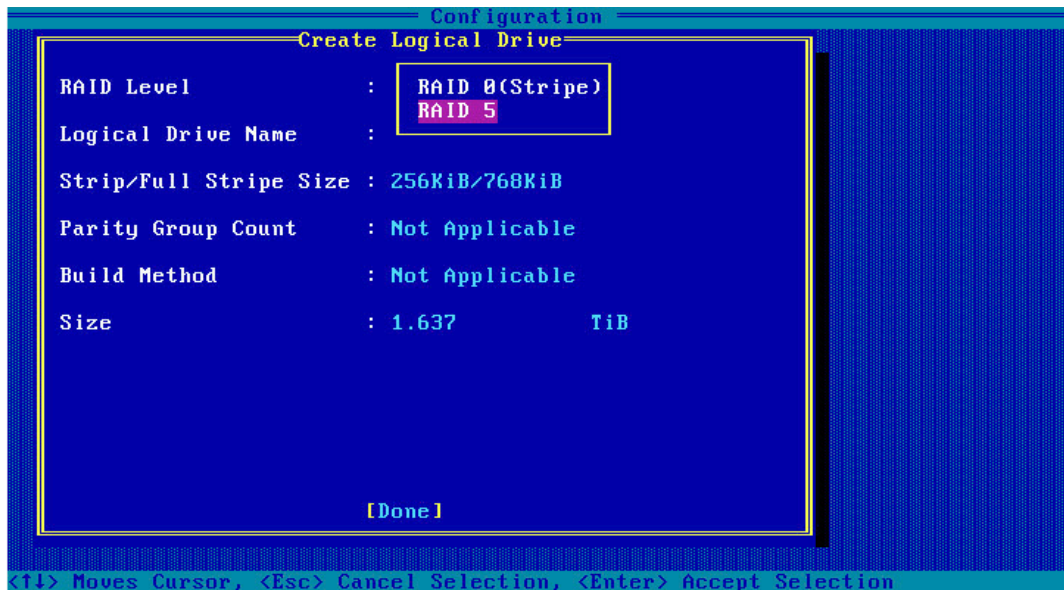 Configuration
Create Logical Drive
RAID Level : RAID 0(Stripe)
RAID 5
Logical Drive Name :
Strip/Full Stripe Size : 256KiB/768KiB
Parity Group Count : Not Applicable
Build Method : Not Applicable
Size : 1.637 TiB
[Done]
<↑↓> Moves Cursor, <Esc> Cancel Selection, <Enter> Accept Selection